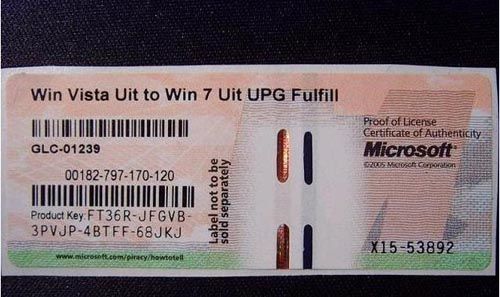 Win Vista Uit to Win 7 Uit UPG Fulfill
GLC-01239
00182-797-170-120
Product Key: FT36R-JFGVB-
3PVJP-4BTFF-68JKJ
www.microsoft.com/piracy/howtotell
Label not to be
sold separately
Proof of License
Certificate of Authenticity
Microsoft®
©2005 Microsoft Corporation
X15-53892